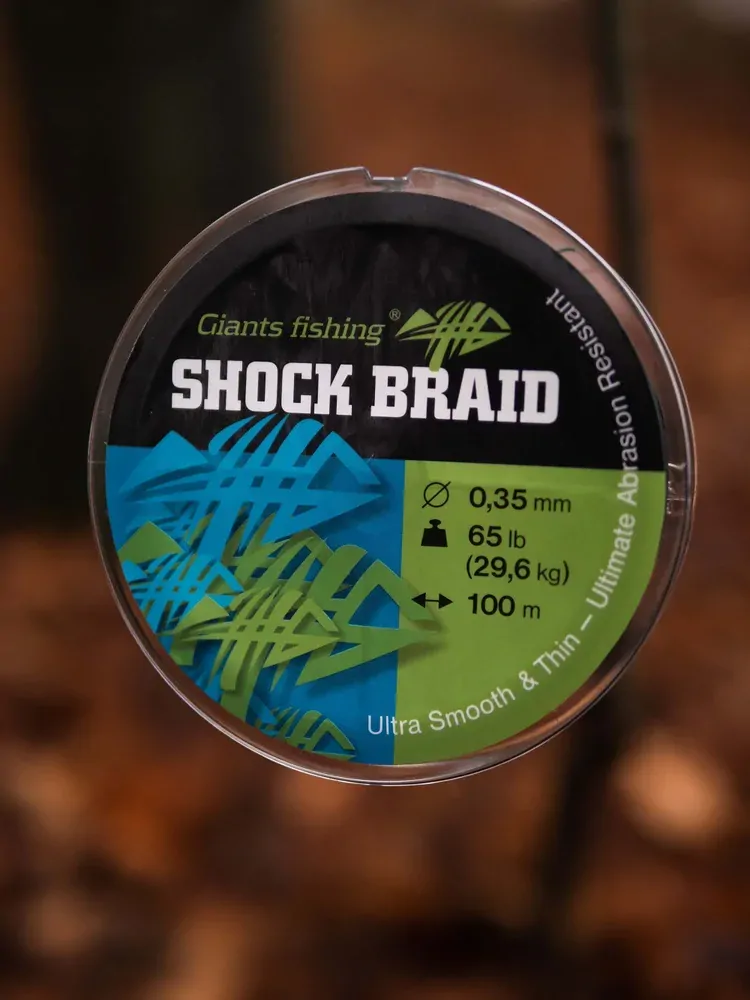 Giants fishing®
SHOCK BRAID
0,35 mm
65 lb
(29,6 kg)
100 m
Ultra Smooth & Thin – Ultimate Abrasion Resistant